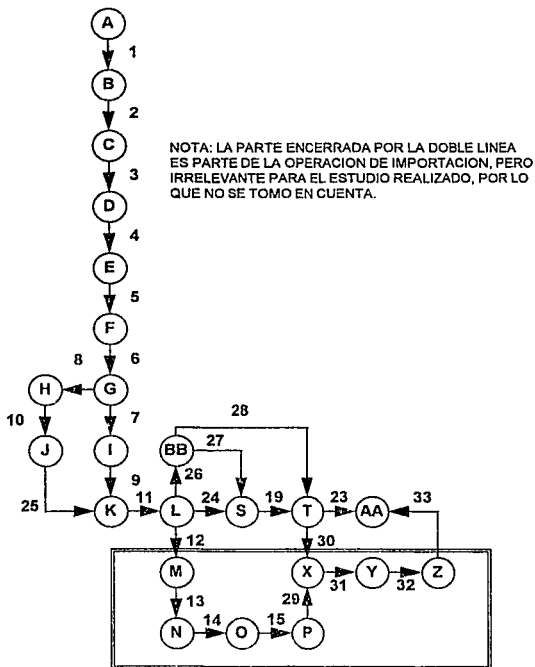 A
1
B
2
C
3
D
4
E
5
F
6
NOTA: LA PARTE ENCERRADA POR LA DOBLE LINEA
ES PARTE DE LA OPERACION DE IMPORTACION, PERO
IRRELEVANTE PARA EL ESTUDIO REALIZADO, POR LO
QUE NO SE TOMO EN CUENTA.
8
H G
10 7 28
J I BB 27
25 9 26
11 24 19 23 33
K L S T AA
12 30
M X Y Z
13 29 31 32
14 15
N O P